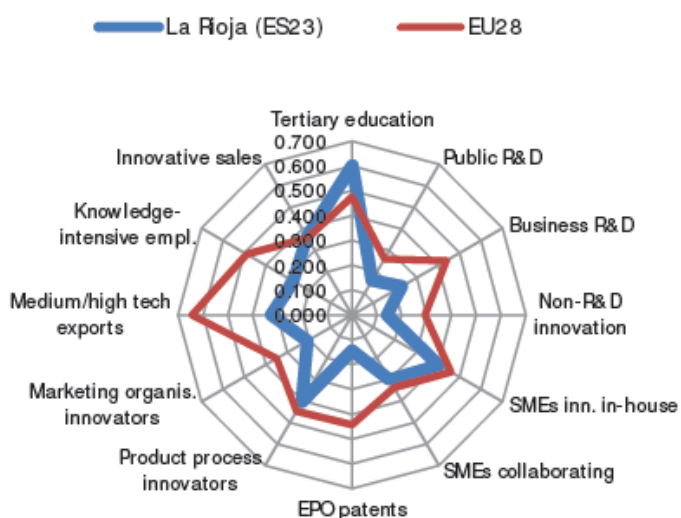 La Rioja (ES23)
EU28
Tertiary education
0.700
0.600
0.500
0.400
0.300
0.200
0.100
0.000
Public R&D
Business R&D
Non-R&D
innovation
SMEs inn. in-house
SMEs collaborating
EPO patents
Product process
innovators
Marketing organis.
innovators
Medium/high tech
exports
Knowledge-
intensive empl.
Innovative sales